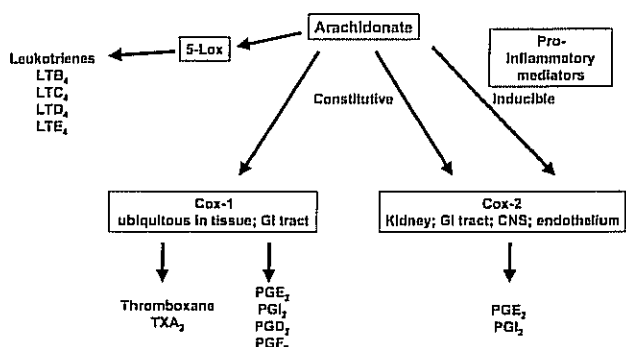 Arachidonate
5-Lox
Leukotrienes
LTB₄
LTC₄
LTD₄
LTE₄
Pro-
Inflammatory
mediators
Constitutive
Inducible
Cox-1
ubiquitous in tissue; GI tract
Cox-2
Kidney; GI tract; CNS; endothelium
Thromboxane
TXA₂
PGE₂
PGI₂
PGD₂
PGF₂
PGE₂
PGI₂